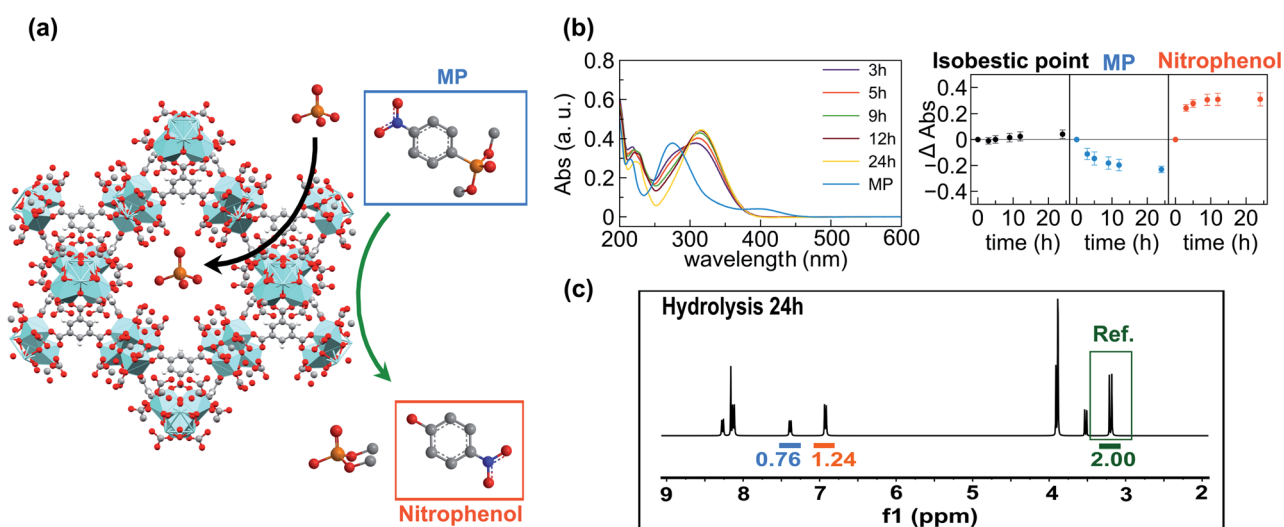 (a)
MP
Nitrophenol
(b)
Abs (a. u.)
0.8
0.6
0.4
0.2
0
200
300
400
500
600
wavelength (nm)
3h
5h
9h
12h
24h
MP
Isobestic point
MP
Nitrophenol
Δ Abs
0.4
0.2
0
−0.2
−0.4
0 10 20 0 10 20 0 10 20
time (h) time (h) time (h)
(c)
Hydrolysis 24h
Ref.
0.76
1.24
2.00
9 8 7 6 5 4 3 2
f1 (ppm)